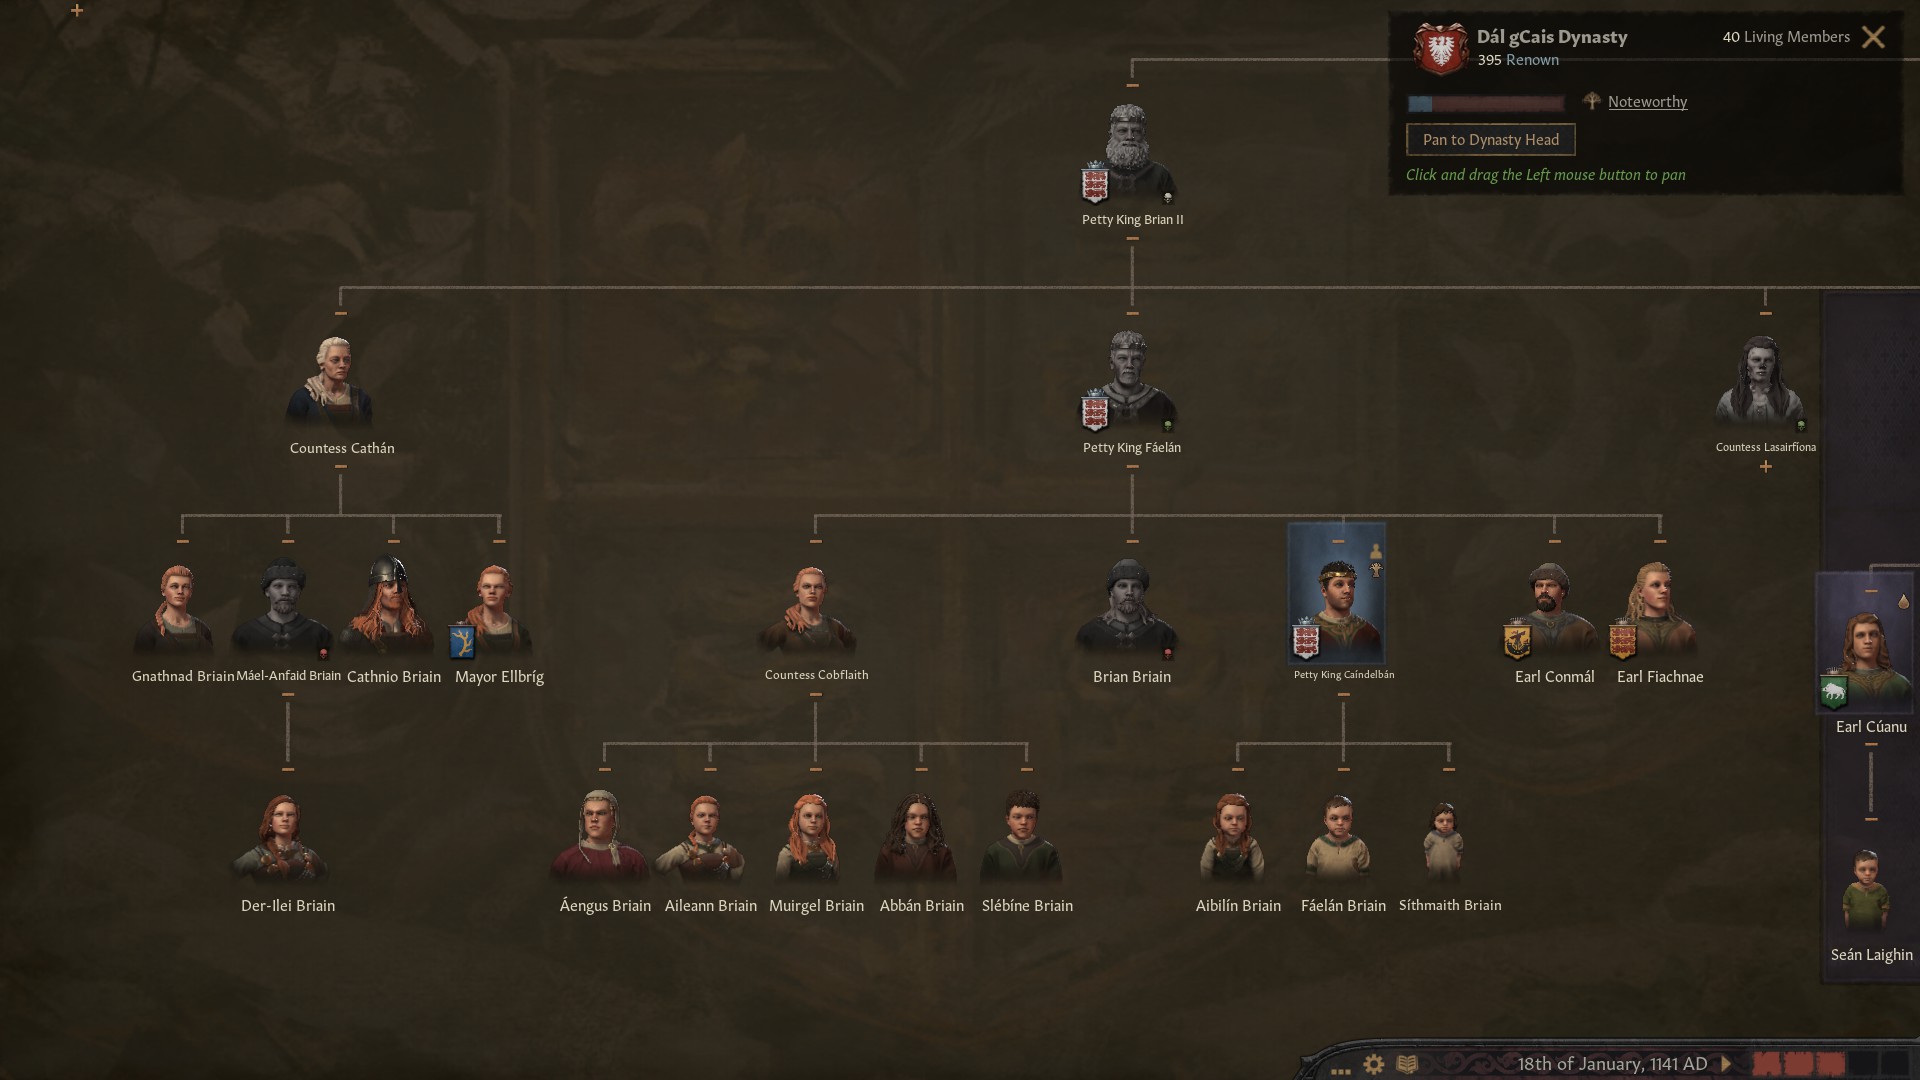 Dál gCais Dynasty
40 Living Members
395 Renown
Noteworthy
Pan to Dynasty Head
Click and drag the Left mouse button to pan
Petty King Brian II
Countess Cathán
Petty King Fáelán
Countess Lasairfíona
Gnathnad Briain
Máel-Anfaid Briain
Cathnio Briain
Mayor Ellbríg
Countess Cobflaith
Brian Briain
Petty King Caíndelbán
Earl Conmál
Earl Fiachnae
Earl Cúanu
Der-Ilei Briain
Áengus Briain
Aileann Briain
Muirgel Briain
Abbán Briain
Slébíne Briain
Aibilín Briain
Fáelán Briain
Síthmaith Briain
Seán Laighin
18th of January, 1141 AD